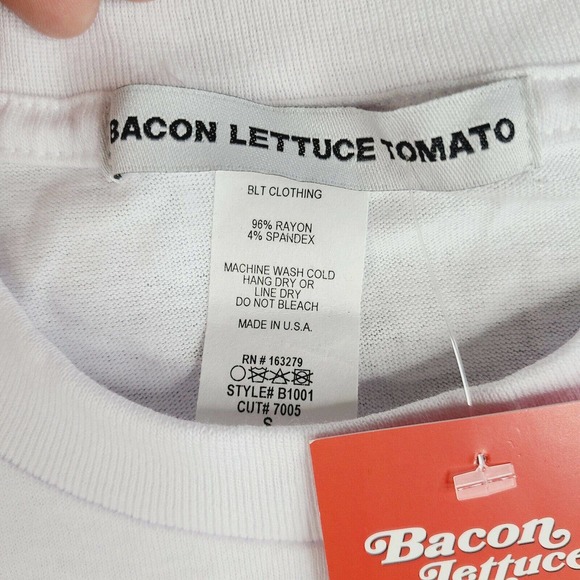 BACON LETTUCE TOMATO
BLT CLOTHING
96% RAYON
4% SPANDEX
MACHINE WASH COLD
HANG DRY OR
LINE DRY
DO NOT BLEACH
MADE IN U.S.A.
RN # 163279
STYLE# B1001
CUT# 7005
S
Bacon
lettuce